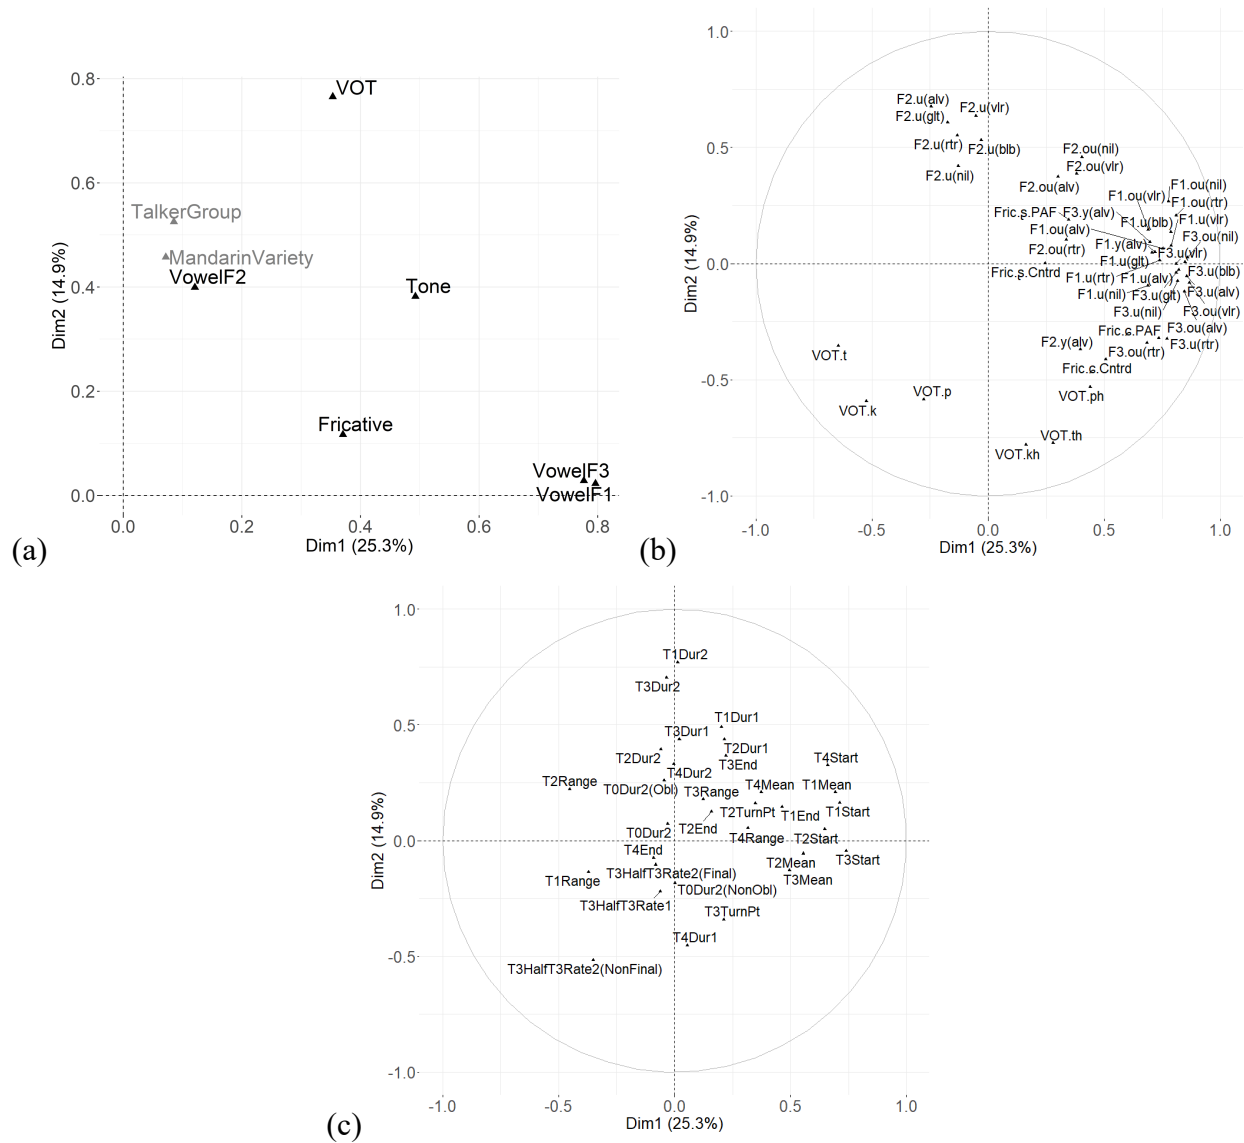 0.8
VOT
0.6
TalkerGroup
MandarinVariety
VowelF2
0.4
Tone
0.2
Fricative
VowelF3
0.0
VowelF1
0.0 0.2 0.4 0.6 0.8
Dim1 (25.3%)
Dim2 (14.9%)
(a)
1.0
F2.u(alv)
F2.u(vlr)
F2.u(glt)
0.5
F2.u(rtr)
F2.u(blb)
F2.ou(nil)
F2.ou(vlr)
F2.u(nil)
F2.ou(alv)
F1.ou(nil)
F1.ou(vlr)
F1.ou(rtr)
Fric.ʂ.PAF
F3.y(alv)
F1.u(blb)
F1.u(vlr)
F1.ou(alv)
F3.ou(nil)
F2.ou(rtr)
F1.y(alv)
F3.u(vlr)
0.0
F1.u(glt)
Fric.ʂ.Cntrd
F1.u(rtr)
F1.u(alv)
F3.u(blb)
F1.u(nil)
F3.u(glt)
F3.u(alv)
F3.u(nil)
F3.ou(vlr)
Fric.ɕ.PAF
F3.ou(alv)
F2.y(alv)
F3.ou(rtr)
F3.u(rtr)
VOT.t
Fric.ɕ.Cntrd
-0.5
VOT.p
VOT.ph
VOT.k
VOT.th
VOT.kh
-1.0
-1.0 -0.5 0.0 0.5 1.0
Dim1 (25.3%)
Dim2 (14.9%)
(b)
1.0
T1Dur2
T3Dur2
0.5
T1Dur1
T3Dur1
T2Dur1
T2Dur2
T3End
T4Start
T4Dur2
T2Range
T0Dur2(Obl)
T3Range
T4Mean
T1Mean
T2TurnPt
T1End
T1Start
T0Dur2
T2End
T4Range
T2Start
0.0
T4End
T3Start
T2Mean
T3HalfT3Rate2(Final)
T3Mean
T1Range
T0Dur2(NonObl)
T3HalfT3Rate1
T3TurnPt
T4Dur1
-0.5
T3HalfT3Rate2(NonFinal)
-1.0
-1.0 -0.5 0.0 0.5 1.0
Dim1 (25.3%)
Dim2 (14.9%)
(c)